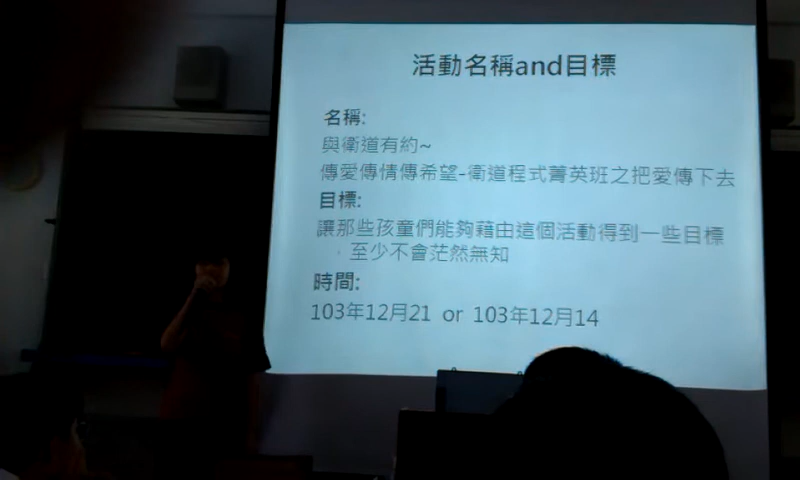 活動名稱and目標
名稱:
與衛道有約~
傳愛傳情傳希望-衛道程式菁英班之把愛傳下去
目標:
讓那些孩童們能夠藉由這個活動得到一些目標
，至少不會茫然無知
時間:
103年12月21 or 103年12月14